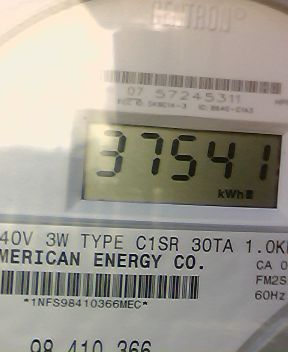 CENTRON®
07 57245311
37541
kWh
40V 3W TYPE C1SR 30TA 1.0K
MERICAN ENERGY CO.
CA 0
FM2S
60Hz
*1NFS98410366MEC*
98 410 366